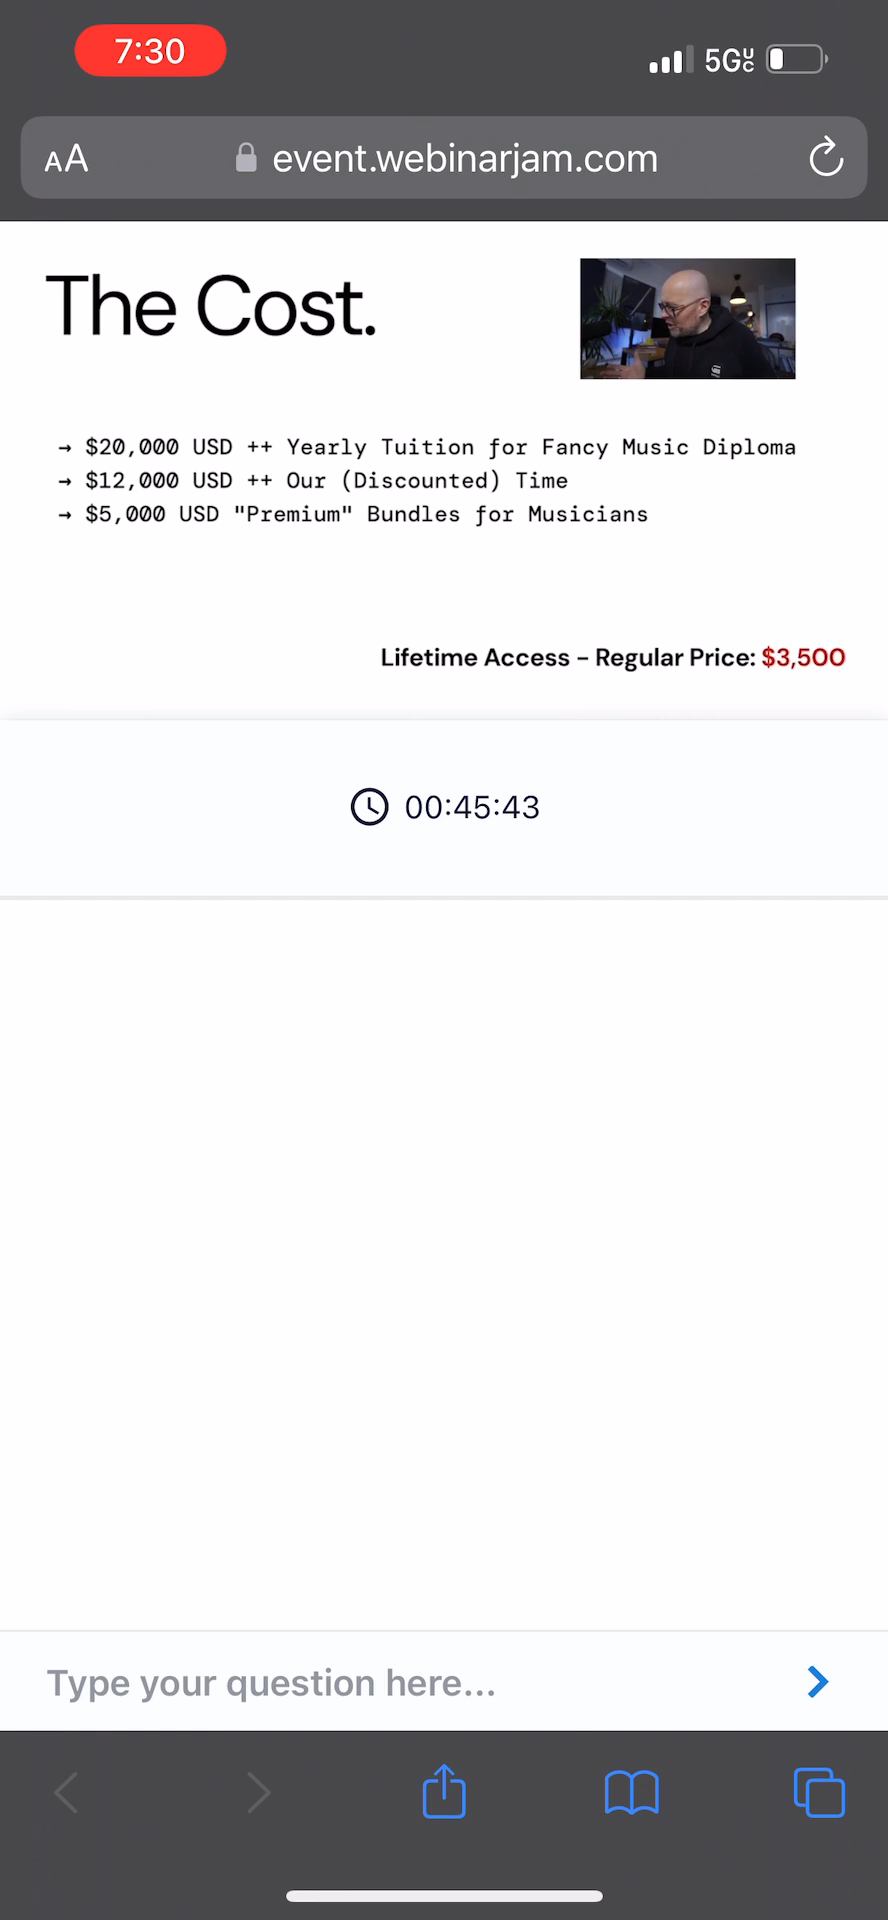 7:30
5GUC
AA
event.webinarjam.com
The Cost.
→ $20,000 USD ++ Yearly Tuition for Fancy Music Diploma
→ $12,000 USD ++ Our (Discounted) Time
→ $5,000 USD "Premium" Bundles for Musicians
Lifetime Access – Regular Price: $3,500
00:45:43
Type your question here...